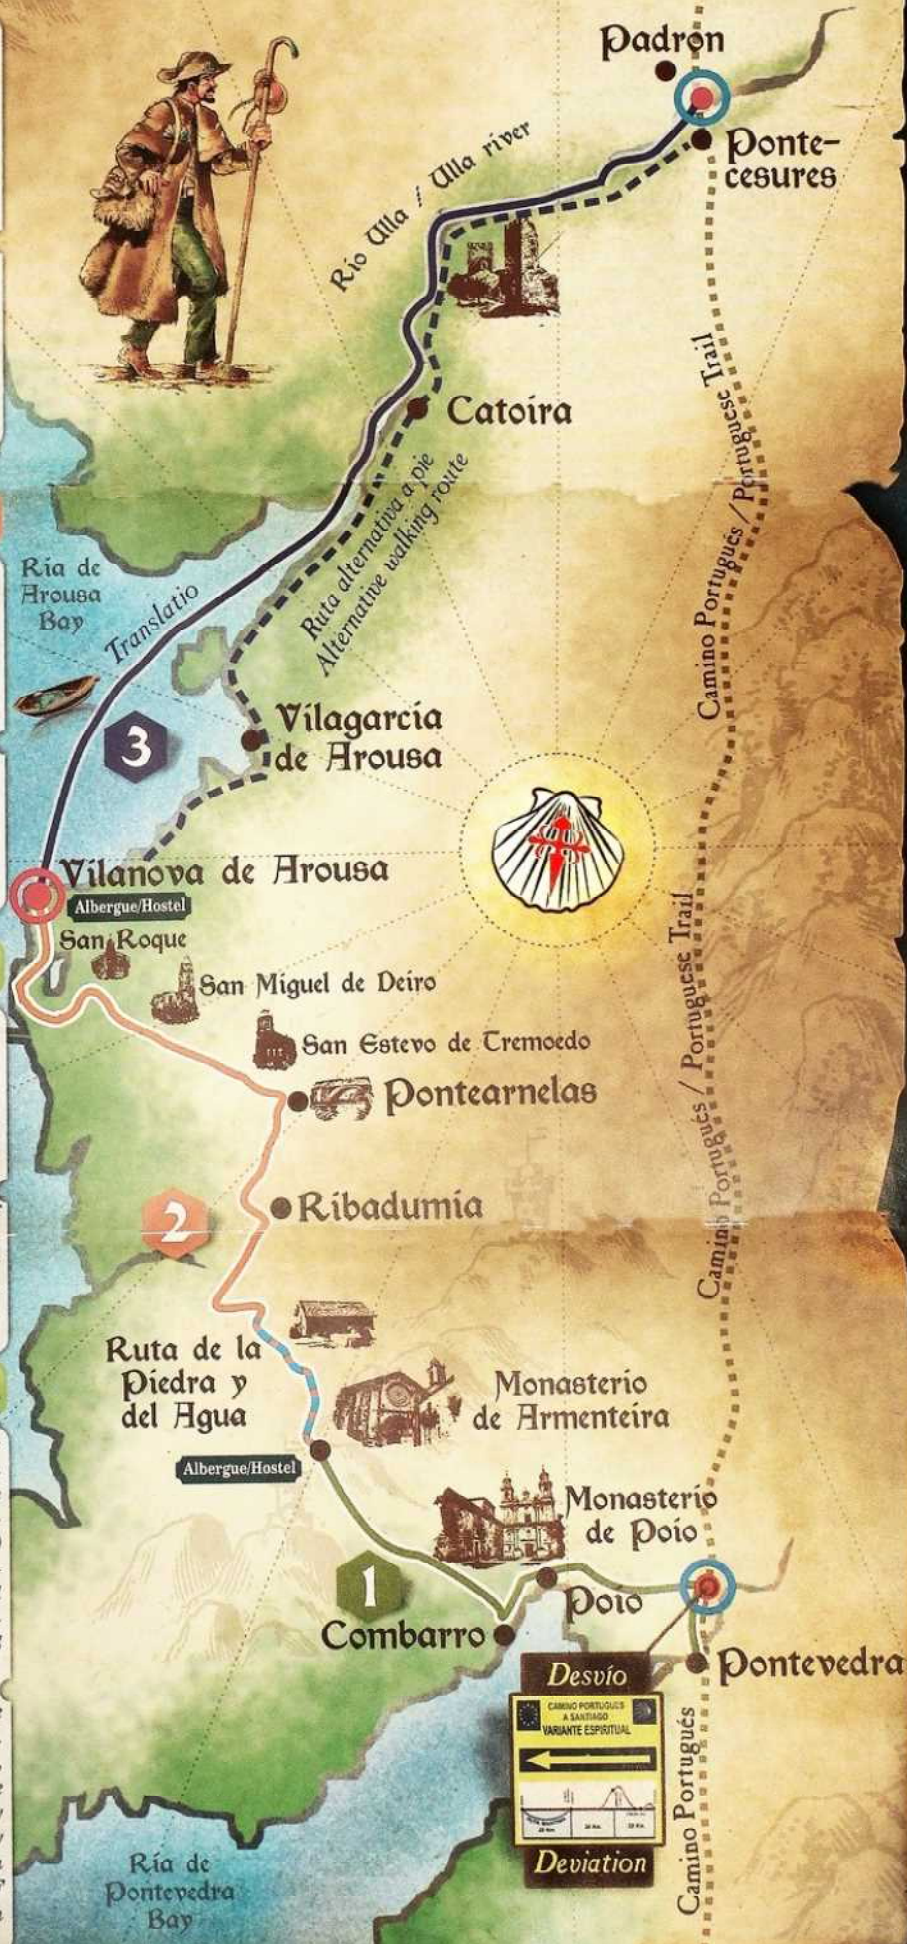 Padrón
Ponte-
cesures
Río Ulla / Ulla river
Catoira
Ruta alternativa a pie
Alternative walking route
Camino Portugués / Portuguese Trail
Ría de
Arousa
Bay
Translatio
3
Vilagarcía
de Arousa
Vilanova de Arousa
Albergue/Hostel
San Roque
San Miguel de Deiro
San Estevo de Tremoedo
Pontearnelas
Camino Portugués / Portuguese Trail
2
Ribadumia
Ruta de la
Piedra y
del Agua
Monasterio
de Armenteira
Albergue/Hostel
Monasterio
de Poio
1
Poio
Combarro
Pontevedra
Desvío
CAMINO PORTUGUES
A SANTIAGO
VARIANTE ESPIRITUAL
Deviation
Camino Portugués
Ría de
Pontevedra
Bay